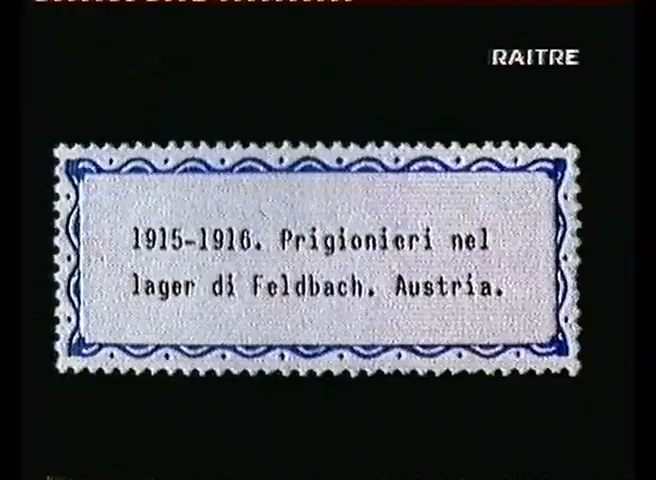 RAITRE
1915-1916. Prigionieri nel
lager di Feldbach. Austria.